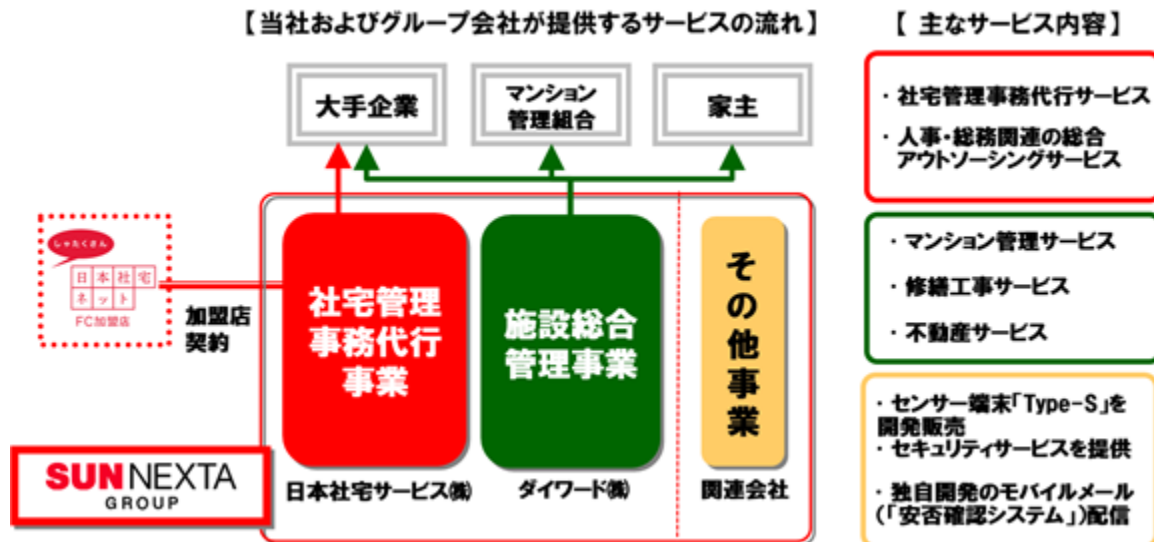 【当社およびグループ会社が提供するサービスの流れ】
大手企業
マンション
管理組合
家主
しゃたくさん
日本社宅
ネット
FC加盟店
加盟店
契約
社宅管理
事務代行
事業
施設総合
管理事業
その他事業
SUNNEXTA
GROUP
日本社宅サービス㈱
ダイワード㈱
関連会社
【 主なサービス内容 】
・社宅管理事務代行サービス
・人事・総務関連の総合
アウトソーシングサービス
・マンション管理サービス
・修繕工事サービス
・不動産サービス
・センサー端末「Type-S」を
開発販売
・セキュリティサービスを提供
・独自開発のモバイルメール
(「安否確認システム」)配信